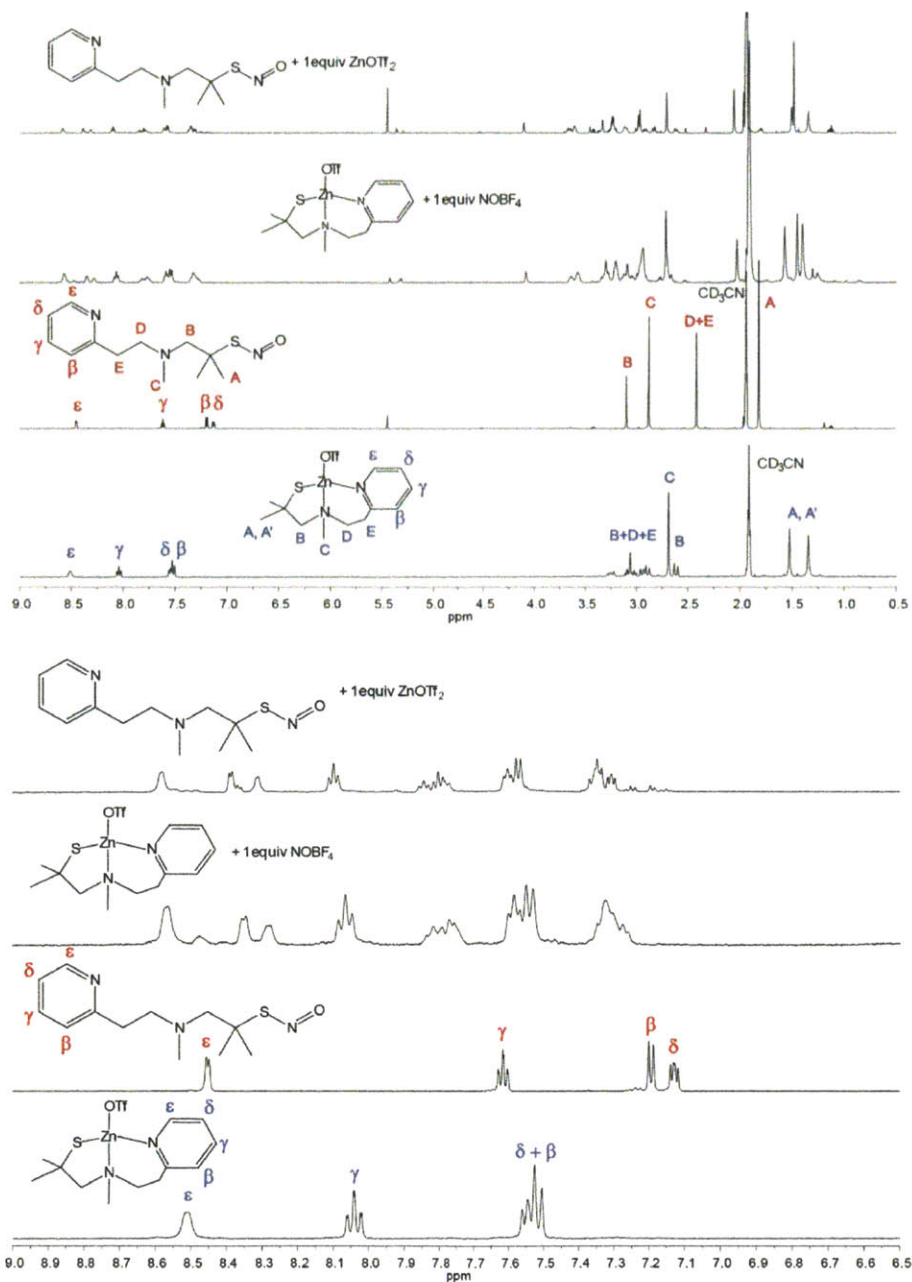 N N S N O + 1equiv ZnOTf₂
OTf
S Zn N + 1equiv NOBF₄
N
ε
δ N D B S N O
γ N
β E C A
ε γ β δ
B C D+E CD₃CN A
OTf
S Zn N ε δ
γ
N β
A, A' B C D E
ε γ δ β B+D+E C B CD₃CN A, A'
9.0 8.5 8.0 7.5 7.0 6.5 6.0 5.5 5.0 4.5 4.0 3.5 3.0 2.5 2.0 1.5 1.0 0.5
ppm
N N S N O + 1equiv ZnOTf₂
OTf
S Zn N + 1equiv NOBF₄
N
ε
δ N S N O
γ N
β
ε γ β δ
OTf
S Zn N ε δ
γ
N β
ε γ δ + β
9.0 8.9 8.8 8.7 8.6 8.5 8.4 8.3 8.2 8.1 8.0 7.9 7.8 7.7 7.6 7.5 7.4 7.3 7.2 7.1 7.0 6.9 6.8 6.7 6.6 6.5
ppm